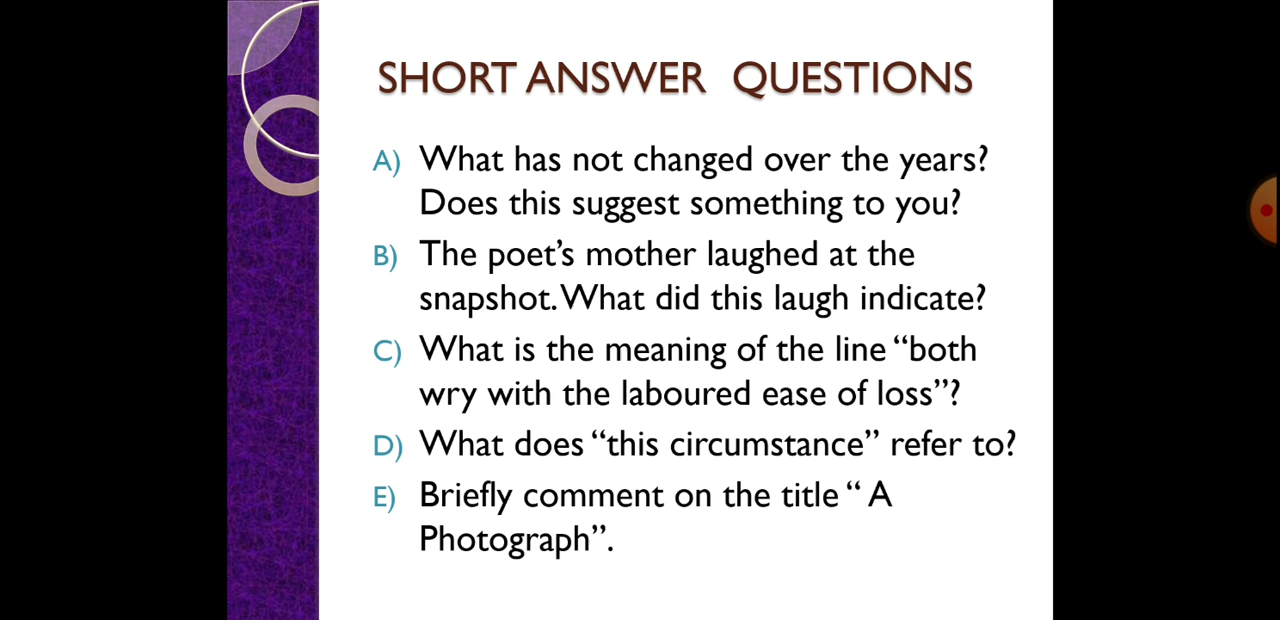 SHORT ANSWER QUESTIONS
A) What has not changed over the years?
Does this suggest something to you?
B) The poet’s mother laughed at the
snapshot. What did this laugh indicate?
C) What is the meaning of the line “both
wry with the laboured ease of loss”?
D) What does “this circumstance” refer to?
E) Briefly comment on the title “ A
Photograph”.